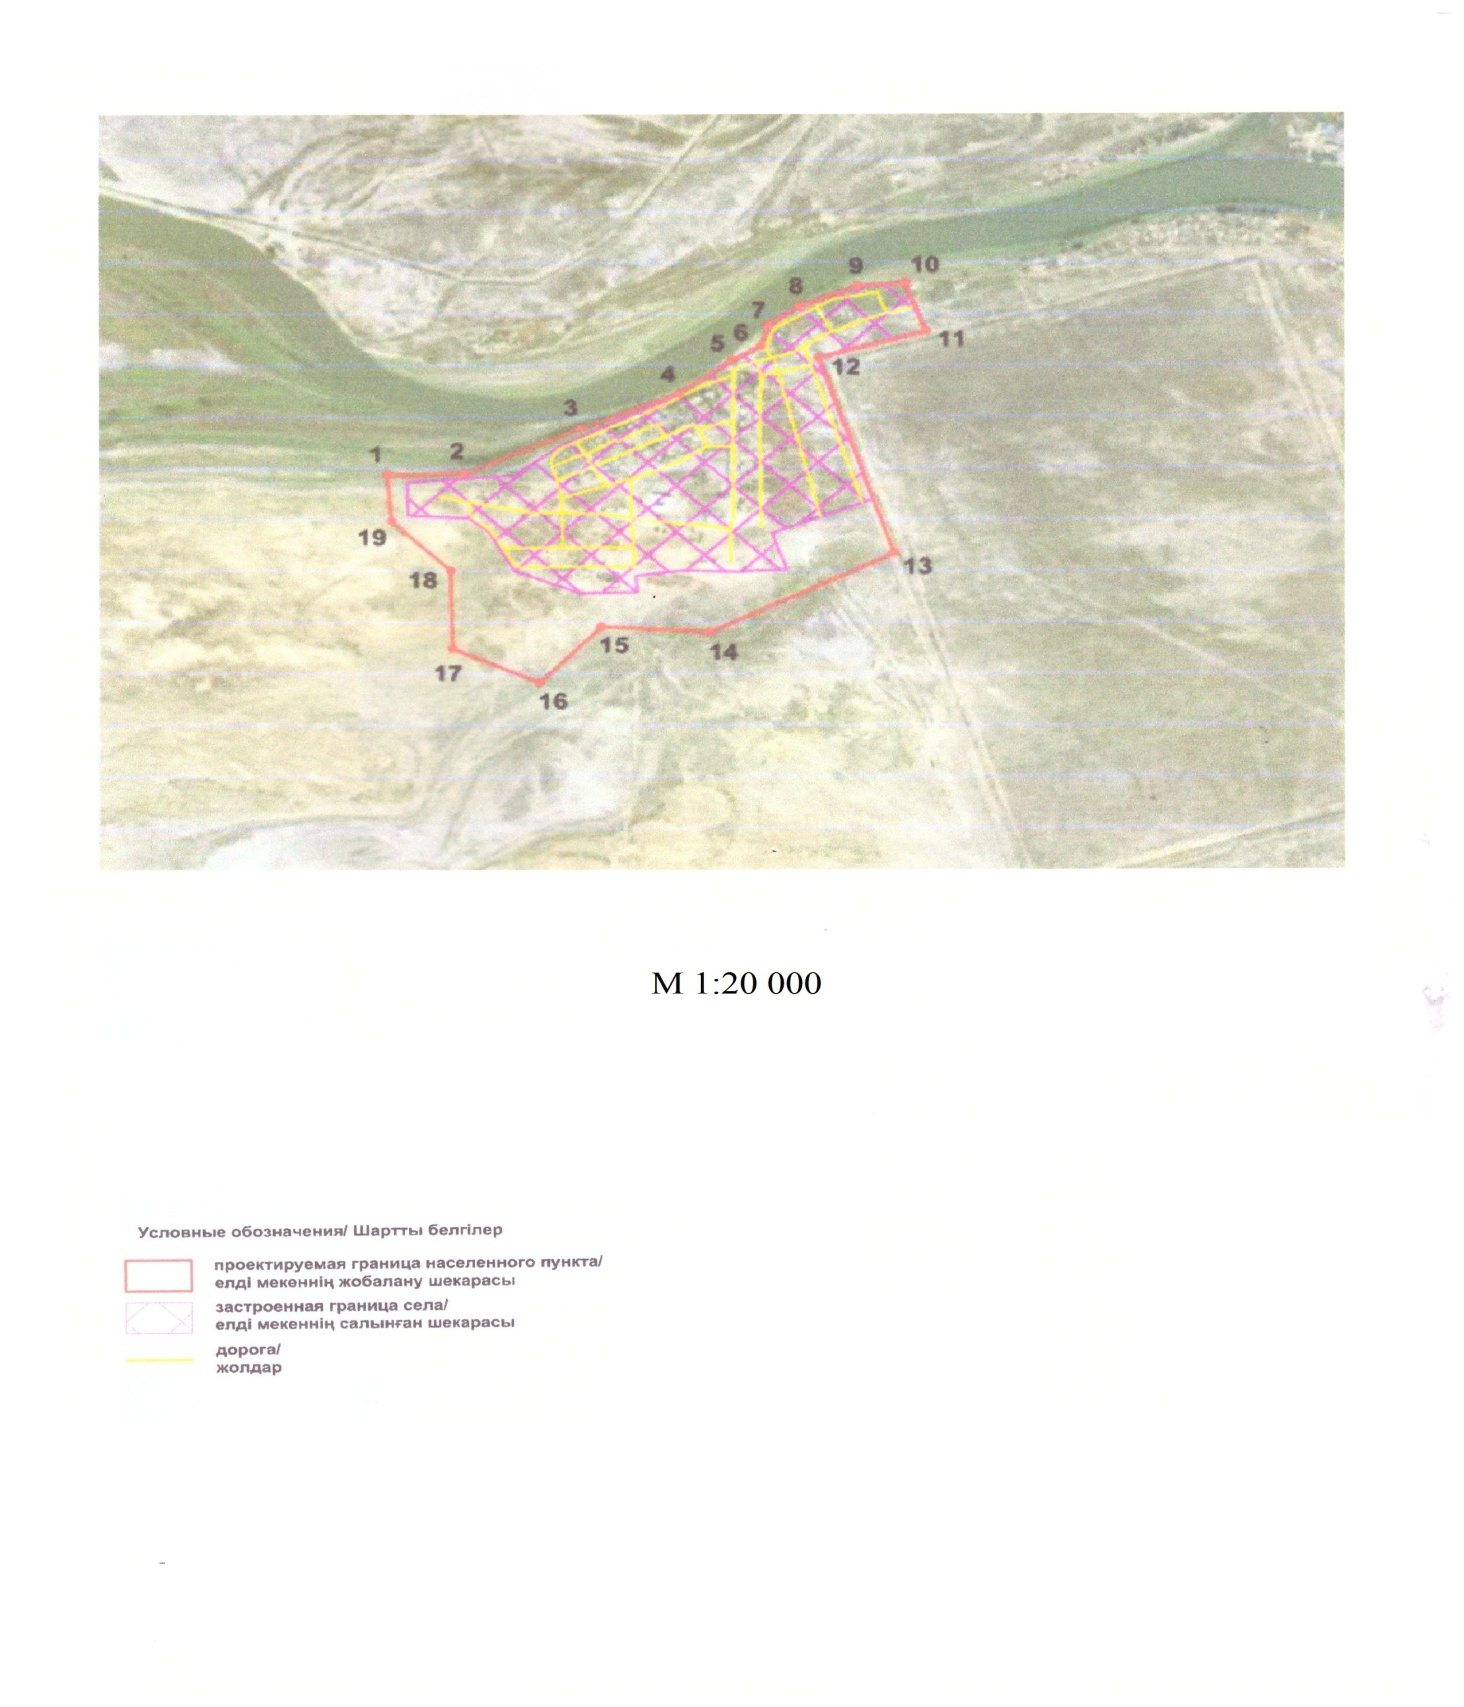 10
9
8
7
6
5
11
12
4
3
2
1
19
13
18
15
14
17
16
М 1:20 000
Условные обозначения/ Шартты белгілер
проектируемая граница населенного пункта/
елді мекеннің жобалану шекарасы
застроенная граница села/
елді мекеннің салынған шекарасы
дорога/
жолдар